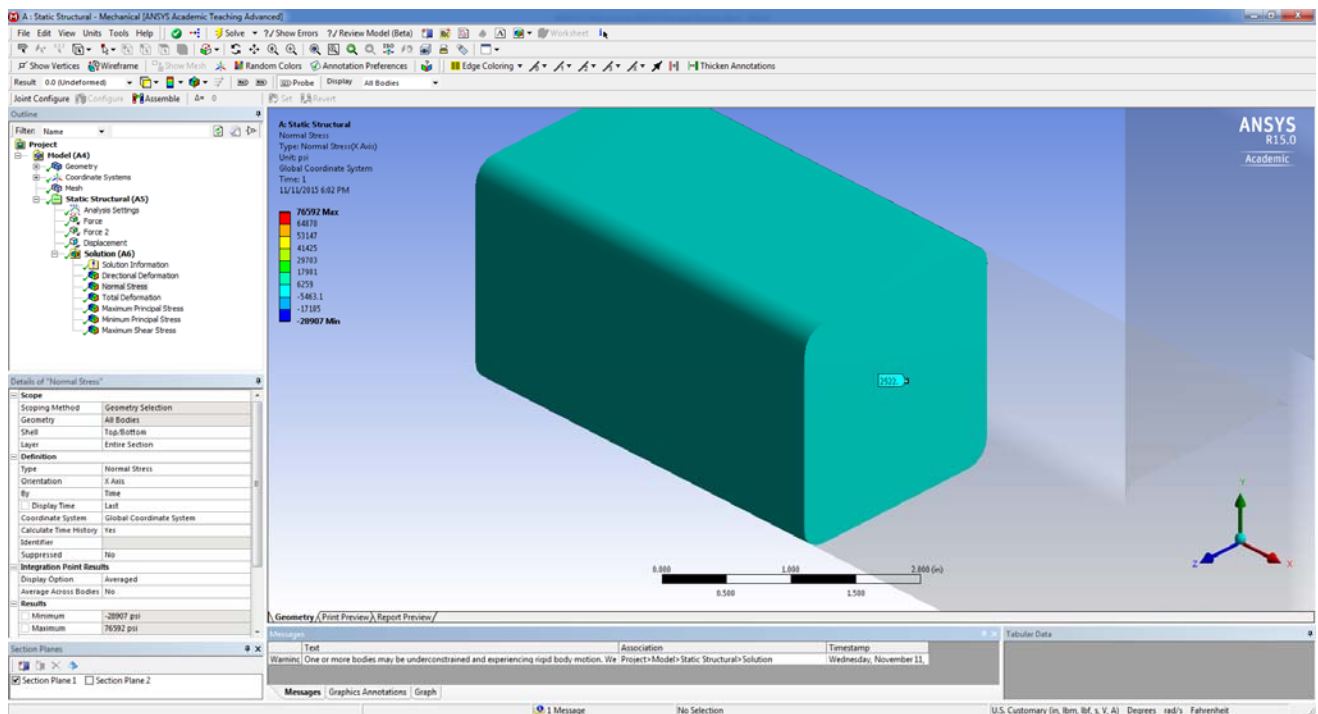 A : Static Structural - Mechanical [ANSYS Academic Teaching Advanced]
File Edit View Units Tools Help Solve ?/Show Errors ?/Review Model (Beta) Worksheet
Show Vertices Wireframe Show Mesh Random Colors Annotation Preferences Edge Coloring Thicken Annotations
Result 0.0 (Undeformed) Probe Display All Bodies
Joint Configure Configure Assemble Δ= 0 Set Revert
Outline
Filter: Name
Project
Model (A4)
Geometry
Coordinate Systems
Mesh
Static Structural (A5)
Analysis Settings
Force
Force 2
Displacement
Solution (A6)
Solution Information
Directional Deformation
Normal Stress
Total Deformation
Maximum Principal Stress
Minimum Principal Stress
Maximum Shear Stress
Details of "Normal Stress"
Scope
Scoping Method Geometry Selection
Geometry All Bodies
Shell Top/Bottom
Layer Entire Section
Definition
Type Normal Stress
Orientation X Axis
By Time
Display Time Last
Coordinate System Global Coordinate System
Calculate Time History Yes
Identifier
Suppressed No
Integration Point Results
Display Option Averaged
Average Across Bodies No
Results
Minimum -28907 psi
Maximum 76592 psi
Section Planes
Section Plane 1 Section Plane 2
A: Static Structural
Normal Stress
Type: Normal Stress(X Axis)
Unit: psi
Global Coordinate System
Time: 1
11/11/2015 6:02 PM
76592 Max
64870
53147
41425
29703
17981
6259
-5463.1
-17185
-28907 Min
ANSYS
R15.0
Academic
2522.
Y
Z X
0.000 1.000 2.000 (in)
0.500 1.500
Geometry Print Preview Report Preview
Messages
Text Association Timestamp
Warning One or more bodies may be underconstrained and experiencing rigid body motion. We Project>Model>Static Structural>Solution Wednesday, November 11,
Messages Graphics Annotations Graph
Tabular Data
1 Message No Selection U.S. Customary (in, lbm, lbf, s, V, A) Degrees rad/s Fahrenheit